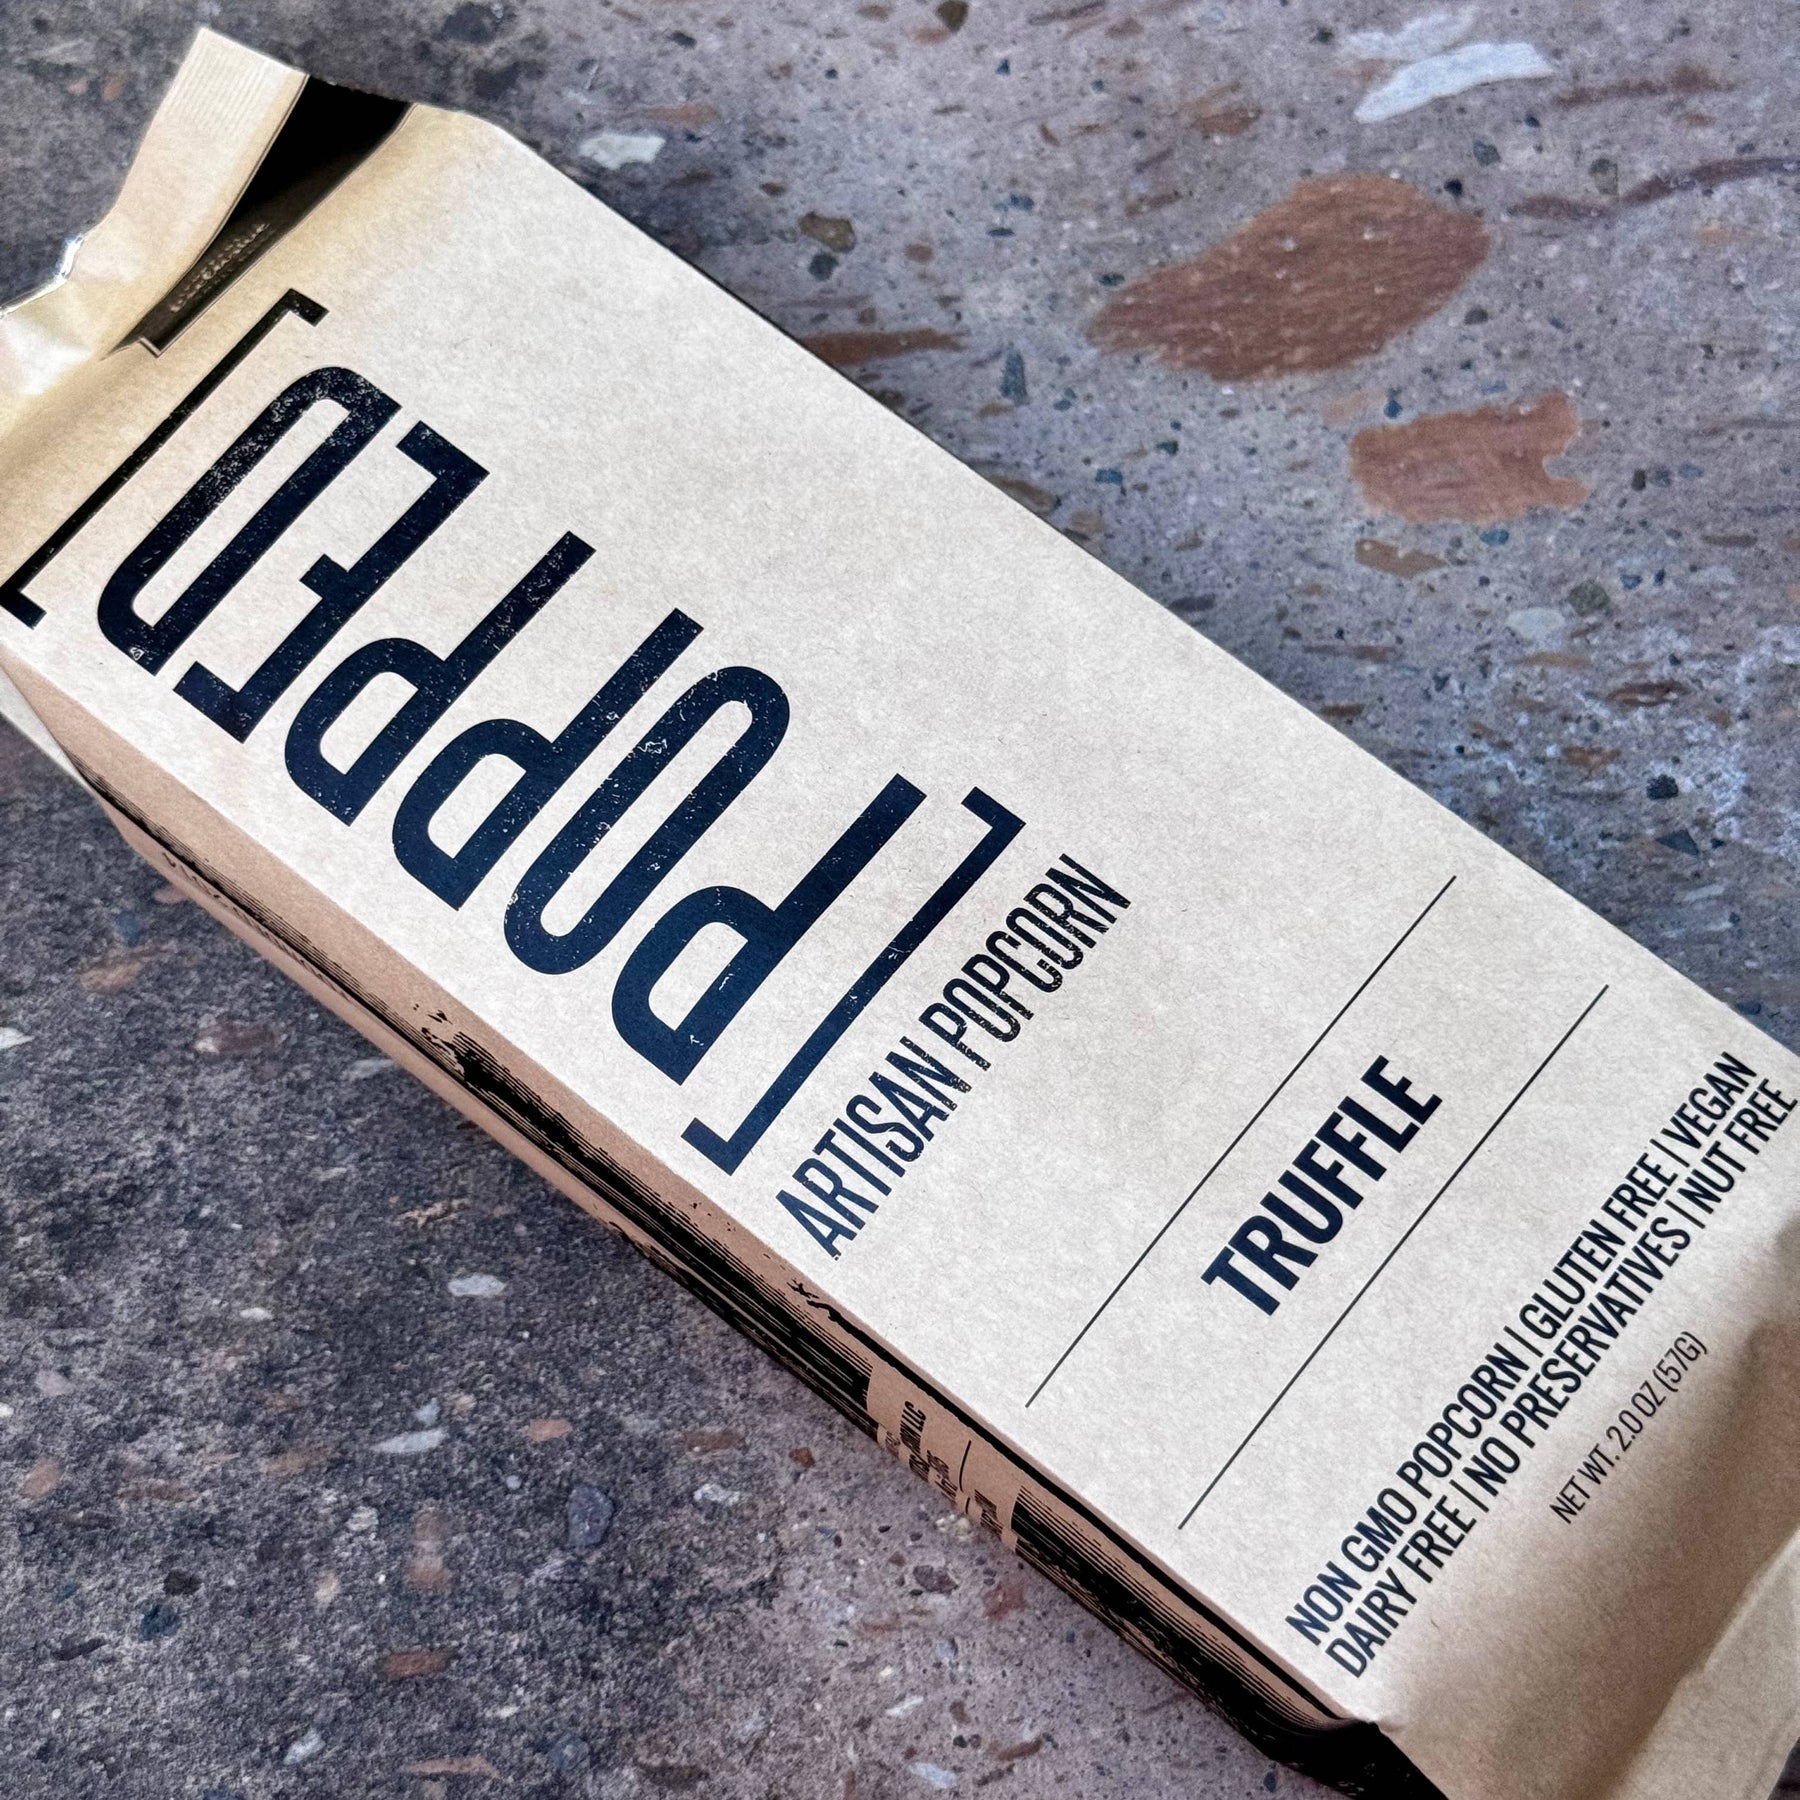 [POPPED]
ARTISAN POPCORN
TRUFFLE
NON GMO POPCORN | GLUTEN FREE | VEGAN
DAIRY FREE | NO PRESERVATIVES | NUT FREE
NET WT. 2.0 OZ (57G)